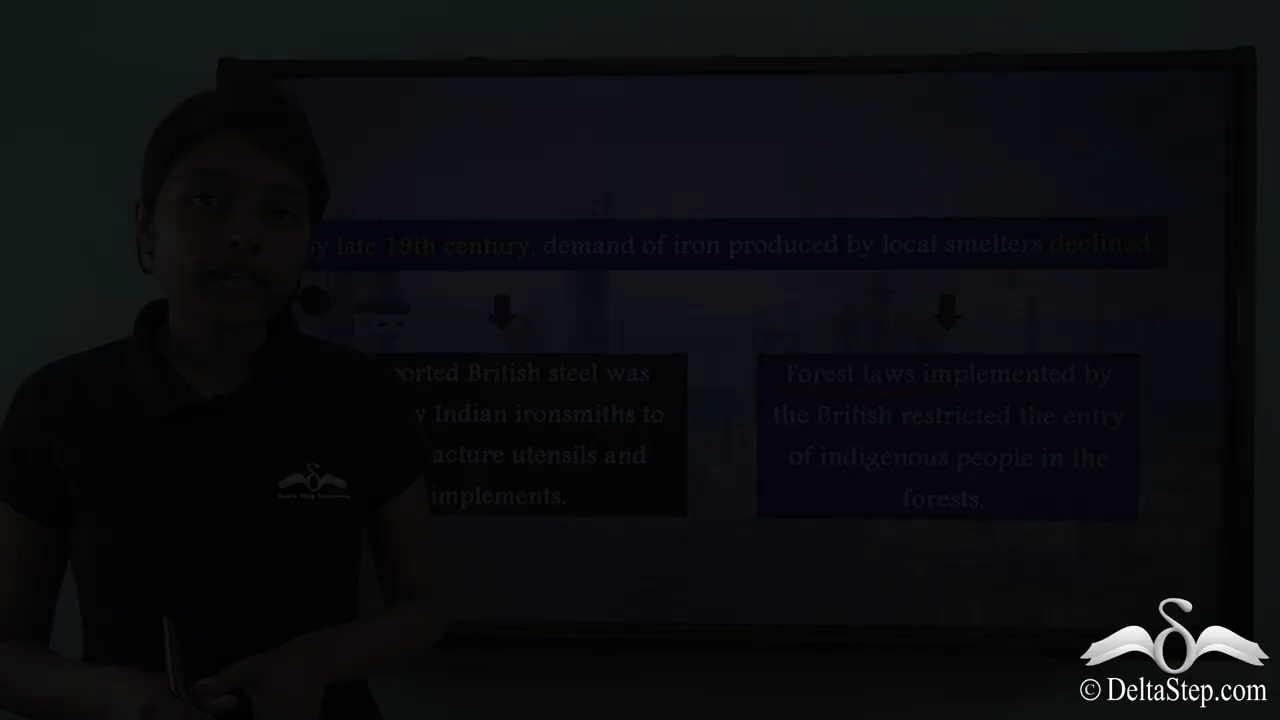 By late 19th century, demand of iron produced by local smelters declined
ported British steel was
y Indian ironsmiths to
acture utensils and
implements.
Forest laws implemented by
the British restricted the entry
of indigenous people in the
forests.
© DeltaStep.com